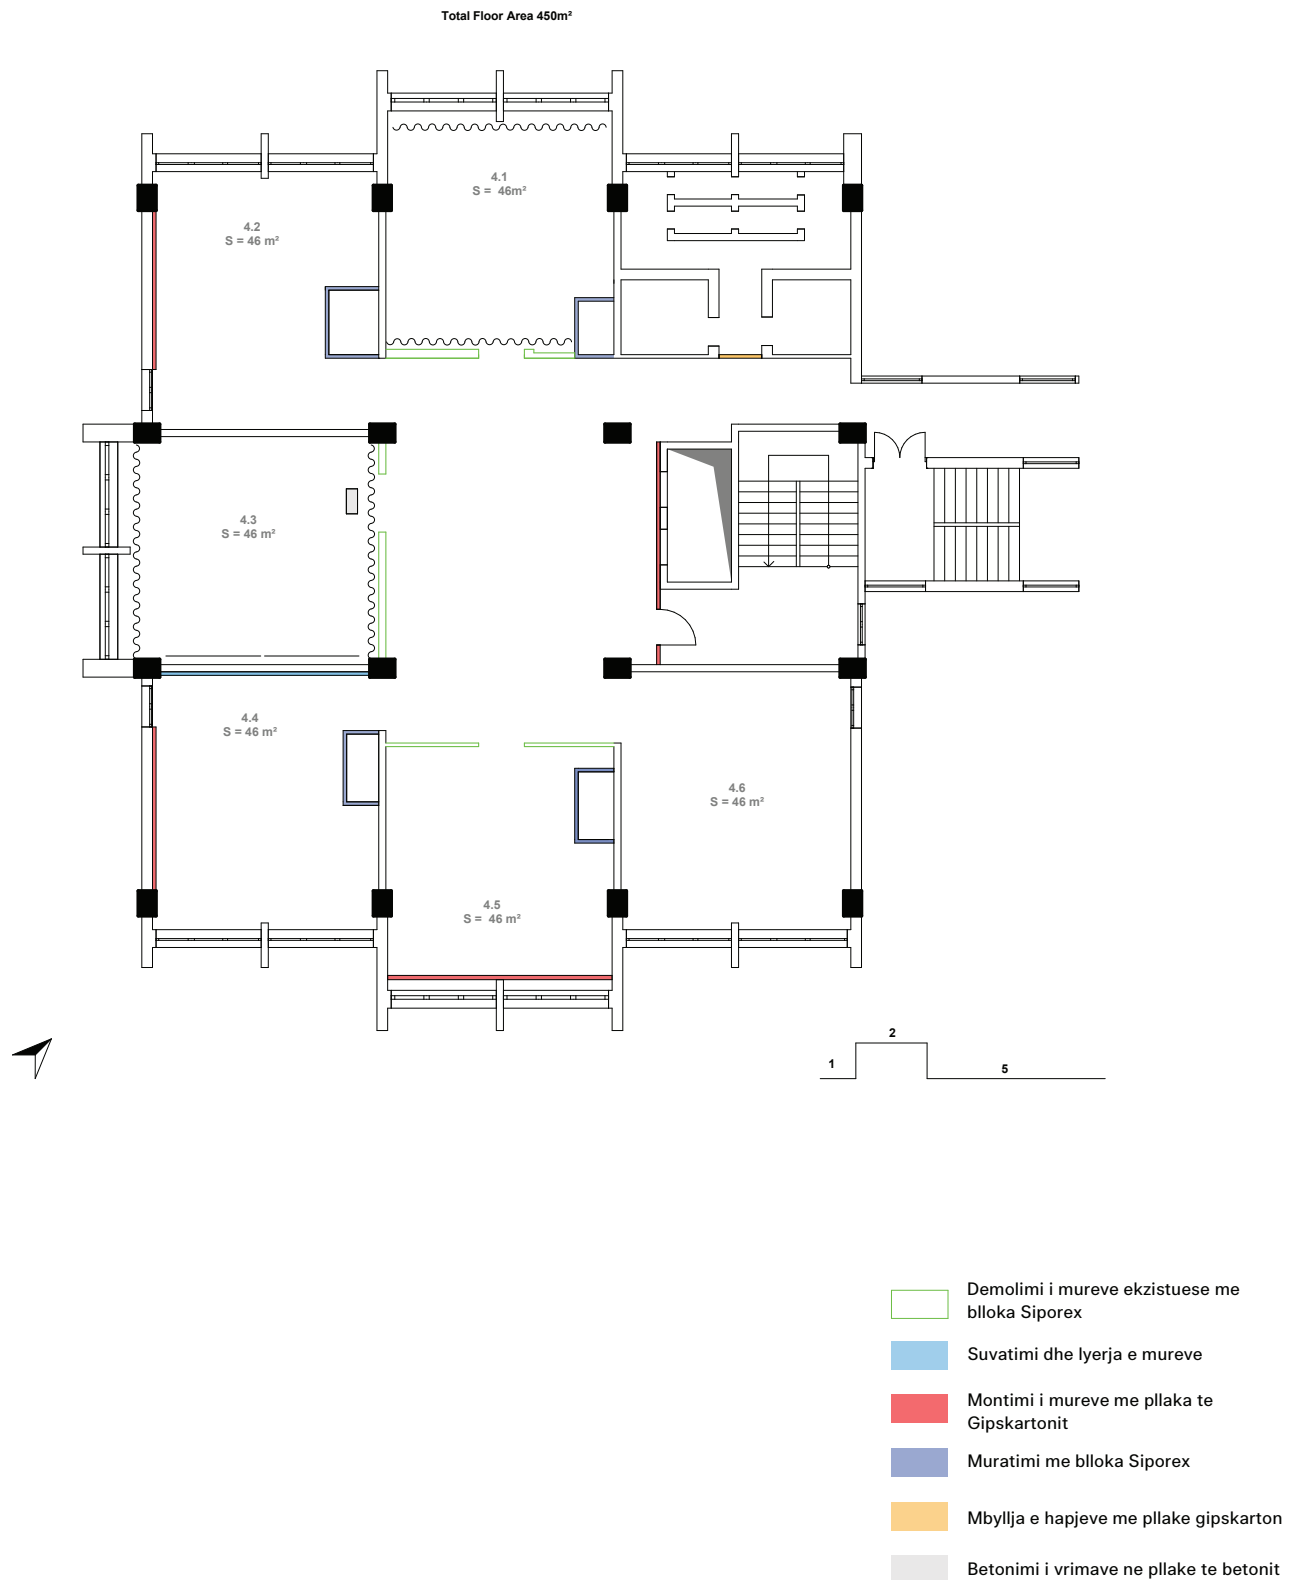 Total Floor Area 450m²
4.1
S = 46m²
4.2
S = 46 m²
4.3
S = 46 m²
4.4
S = 46 m²
4.6
S = 46 m²
4.5
S = 46 m²
2
1
5
Demolimi i mureve ekzistuese me
blloka Siporex
Suvatimi dhe lyerja e mureve
Montimi i mureve me pllaka te
Gipskartonit
Muratimi me blloka Siporex
Mbyllja e hapjeve me pllake gipskarton
Betonimi i vrimave ne pllake te betonit